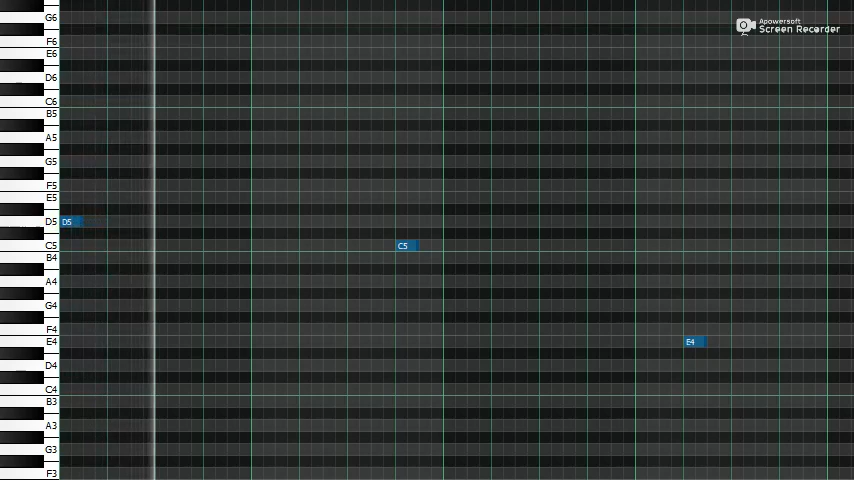 G6
Apowersoft
Screen Recorder
F6
E6
D6
C6
B5
A5
G5
F5
E5
D5 D5
C5 C5
B4
A4
G4
F4
E4 E4
D4
C4
B3
A3
G3
F3